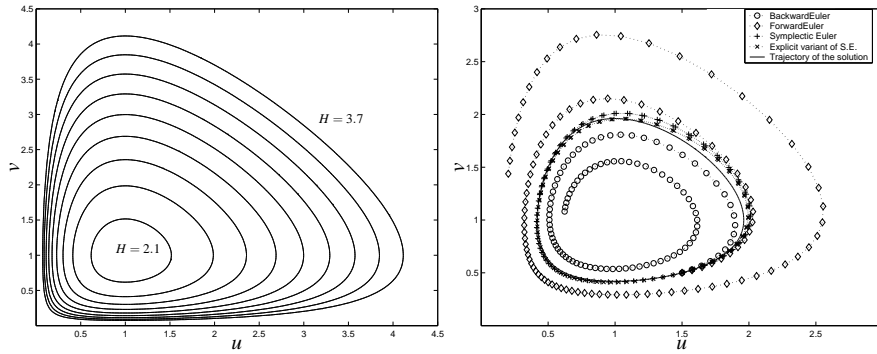 4.5
4
3.5
3
2.5
2
1.5
1
0.5
v
H = 3.7
H = 2.1
0.5 1 1.5 2 2.5 3 3.5 4 4.5
u
3
2.5
2
1.5
1
0.5
v
BackwardEuler
ForwardEuler
Symplectic Euler
Explicit variant of S.E.
Trajectory of the solution
0.5 1 1.5 2 2.5
u